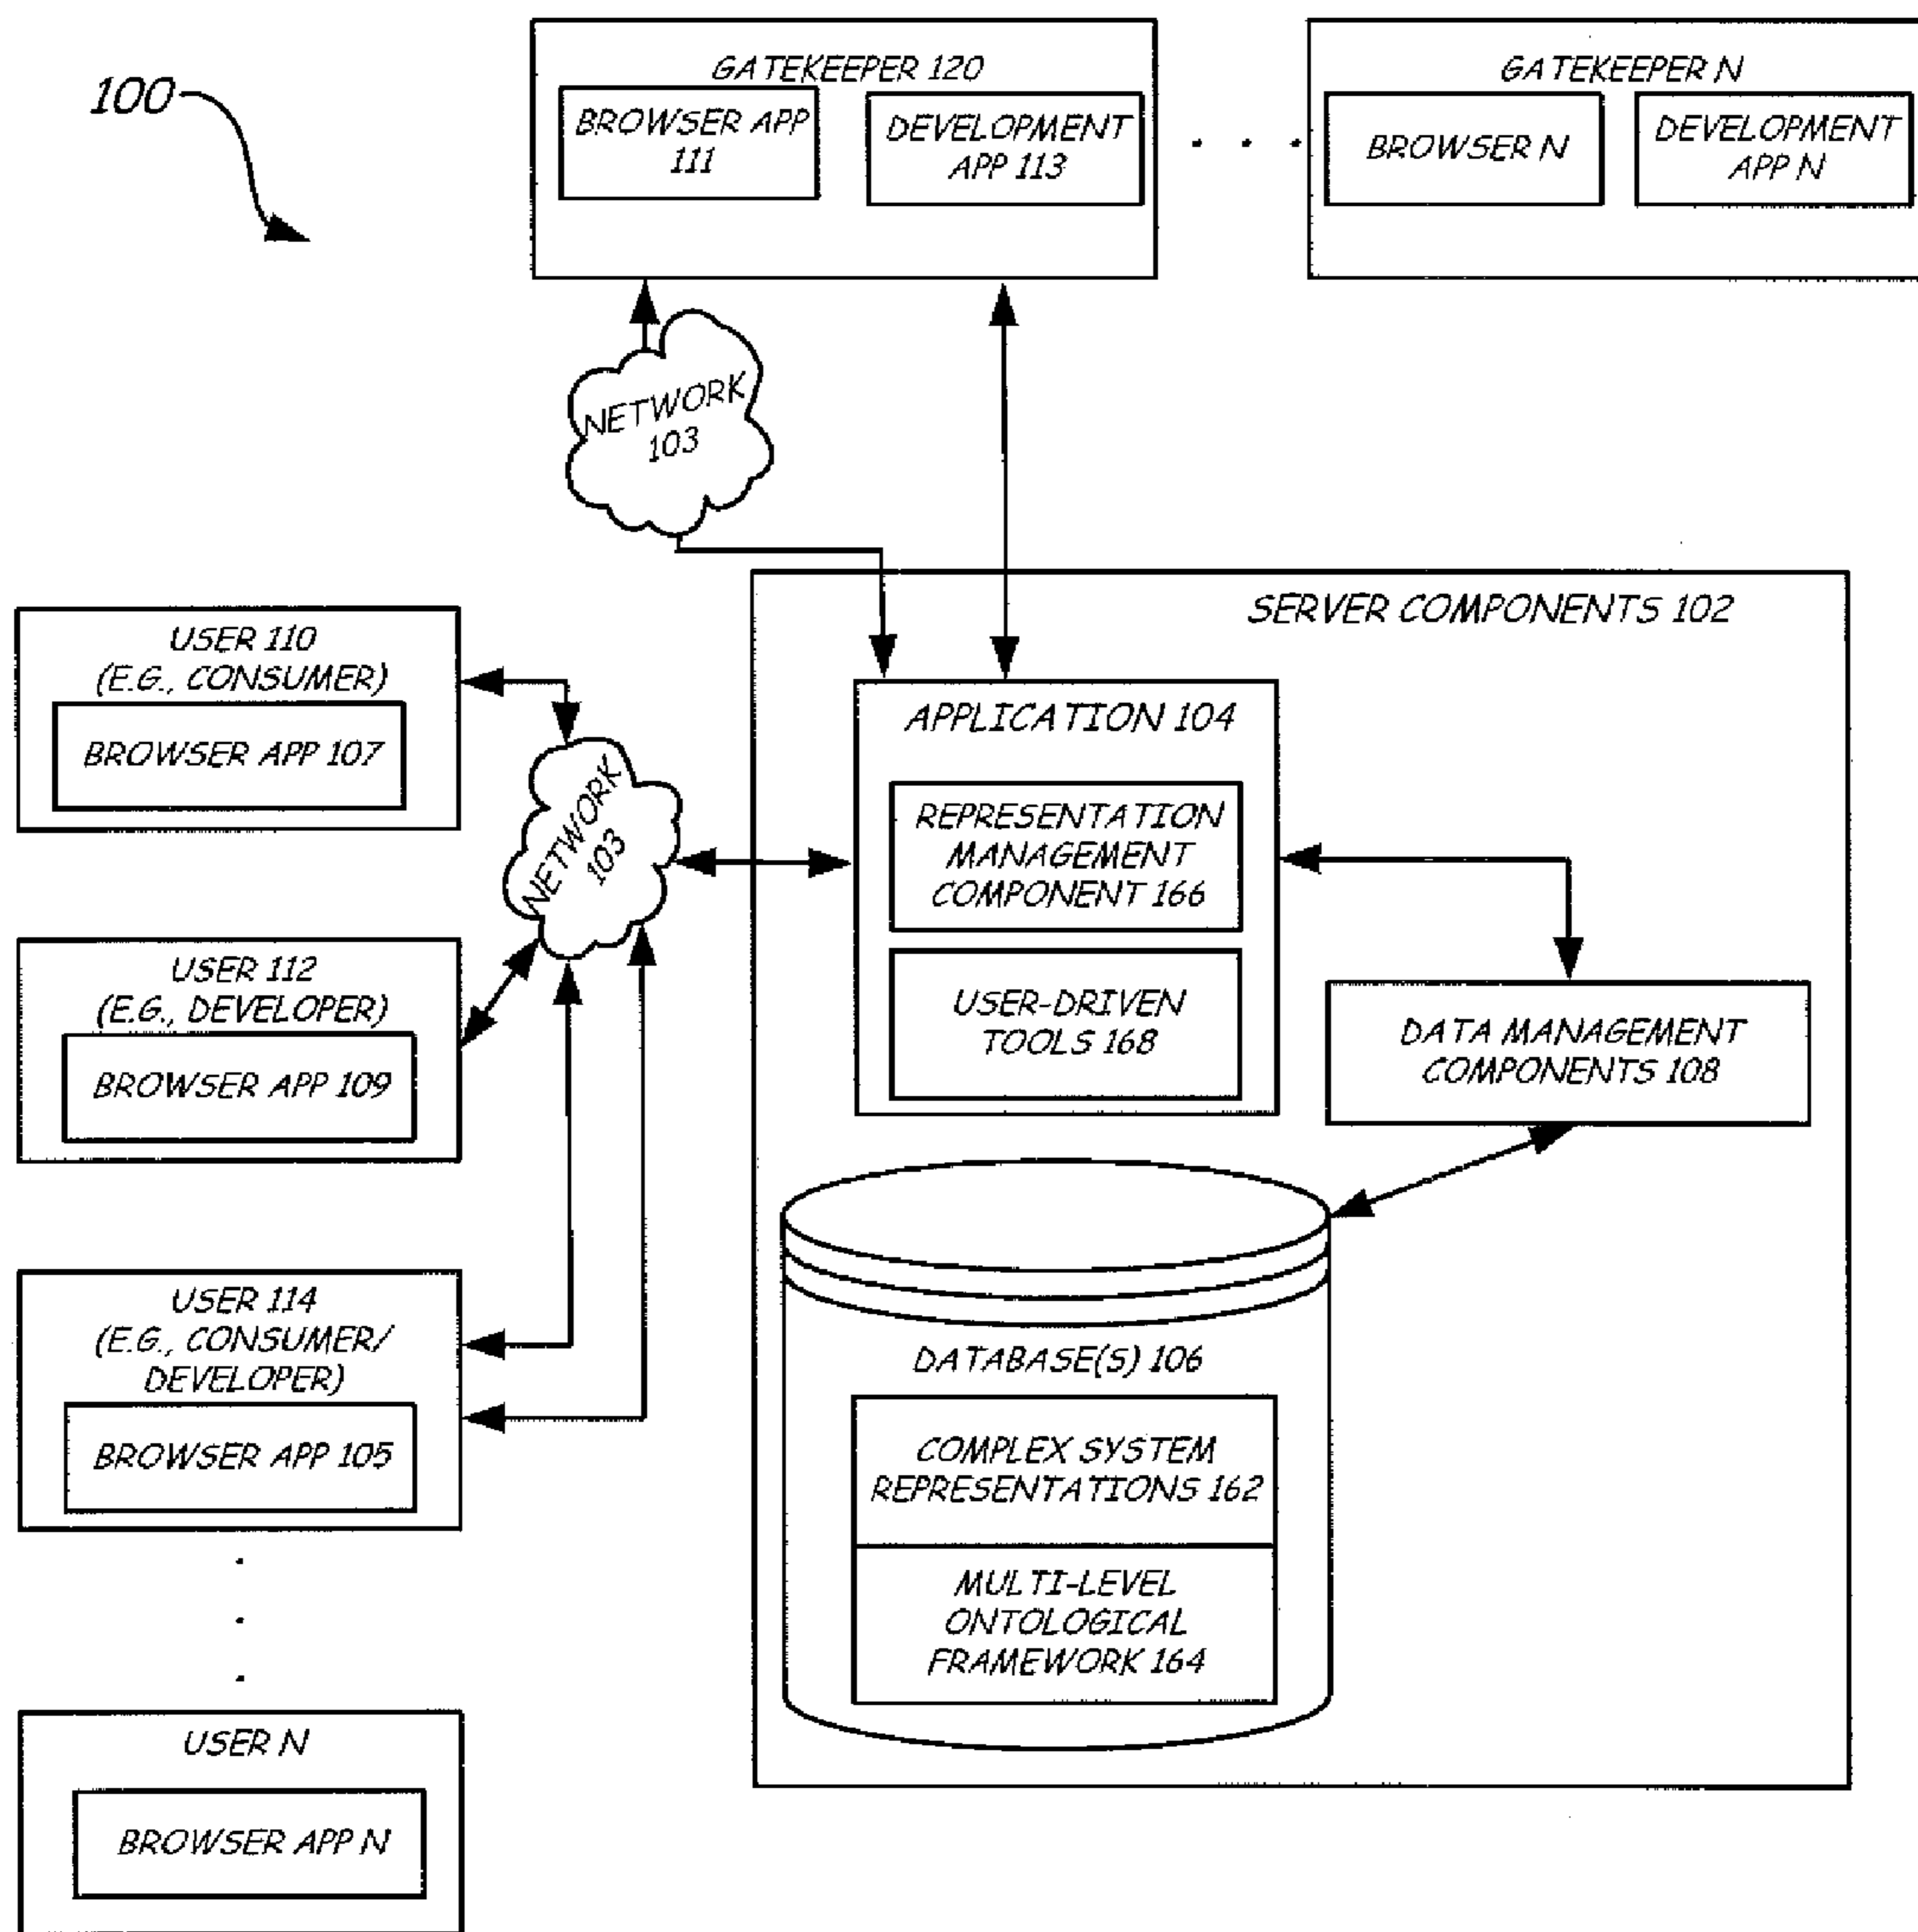 100
GATEKEEPER 120
BROWSER APP
111
DEVELOPMENT
APP 113
. . .
GATEKEEPER N
BROWSER N
DEVELOPMENT
APP N
NETWORK
103
SERVER COMPONENTS 102
USER 110
(E.G., CONSUMER)
BROWSER APP 107
NETWORK
103
USER 112
(E.G., DEVELOPER)
BROWSER APP 109
USER 114
(E.G., CONSUMER/
DEVELOPER)
BROWSER APP 105
.
.
.
USER N
BROWSER APP N
APPLICATION 104
REPRESENTATION
MANAGEMENT
COMPONENT 166
USER-DRIVEN
TOOLS 168
DATA MANAGEMENT
COMPONENTS 108
DATABASE(S) 106
COMPLEX SYSTEM
REPRESENTATIONS 162
MULTI-LEVEL
ONTOLOGICAL
FRAMEWORK 164